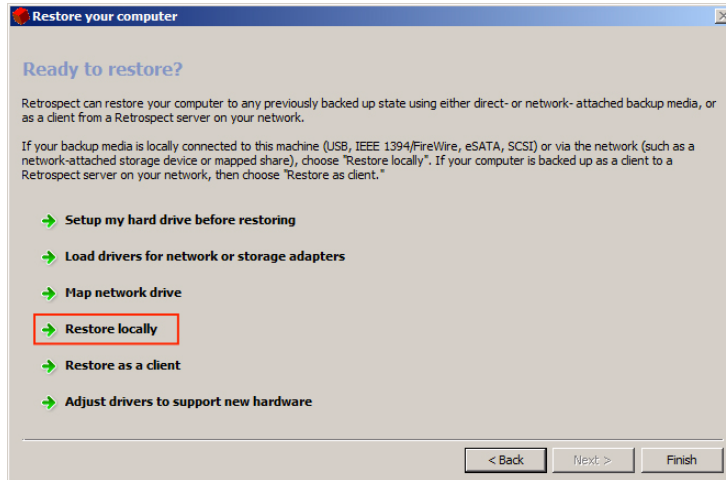 Restore your computer
Ready to restore?
Retrospect can restore your computer to any previously backed up state using either direct- or network- attached backup media, or
as a client from a Retrospect server on your network.
If your backup media is locally connected to this machine (USB, IEEE 1394/FireWire, eSATA, SCSI) or via the network (such as a
network-attached storage device or mapped share), choose "Restore locally". If your computer is backed up as a client to a
Retrospect server on your network, then choose "Restore as client."
Setup my hard drive before restoring
Load drivers for network or storage adapters
Map network drive
Restore locally
Restore as a client
Adjust drivers to support new hardware
< Back
Next >
Finish